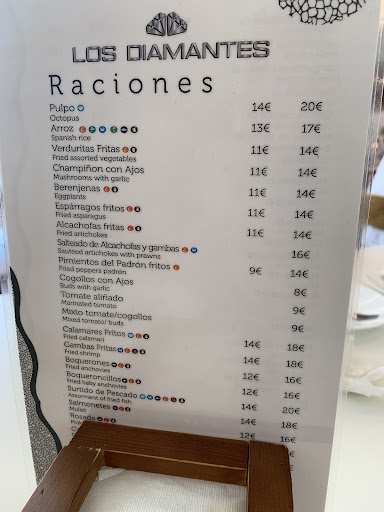 LOS DIAMANTES
Raciones
Pulpo 14€ 20€
Octopus
Arroz 13€ 17€
Spanish rice
Verduritas Fritas 11€ 14€
Fried assorted vegetables
Champiñon con Ajos 11€ 14€
Mushrooms with garlic
Berenjenas 11€ 14€
Eggplants
Espárragos fritos 11€ 14€
Fried asparagus
Alcachofas fritas 11€ 14€
Fried artichokes
Salteado de Alcachofas y gambas 16€
Sauteed artichokes with prawns
Pimientos del Padrón fritos 9€ 14€
Fried peppers padrón
Cogollos con Ajos 8€
Buds with garlic
Tomate aliñado 9€
Marinated tomato
Mixto tomate/cogollos 9€
Mixed tomate/ buds
Calamares Fritos 14€ 18€
Fried calamari
Gambas Fritas 14€ 18€
Fried shrimp
Boquerones 12€ 16€
Fried anchovies
Boqueroncillos 12€ 16€
Fried baby anchovies
Surtido de Pescado 14€ 20€
Assortment of fried fish
Salmonetes 14€ 18€
Mullet
Rosada 12€ 16€